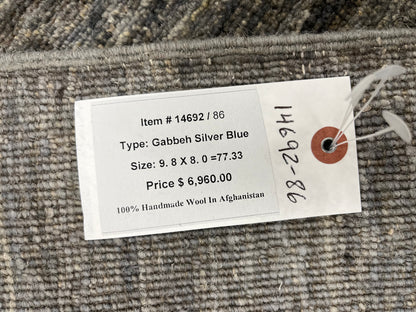 Item # 14692 / 86
Type: Gabbeh Silver Blue
Size: 9. 8 X 8. 0 =77.33
Price $ 6,960.00
100% Handmade Wool In Afghanistan
14692-86